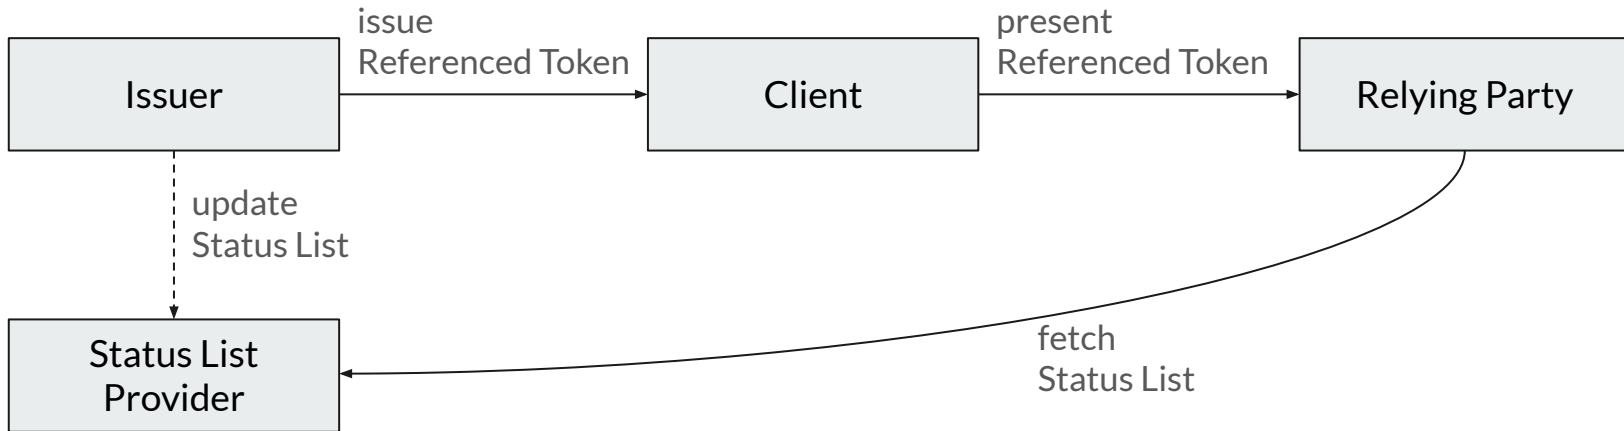 issue
Referenced Token
present
Referenced Token
Issuer
Client
Relying Party
update
Status List
fetch
Status List
Status List
Provider